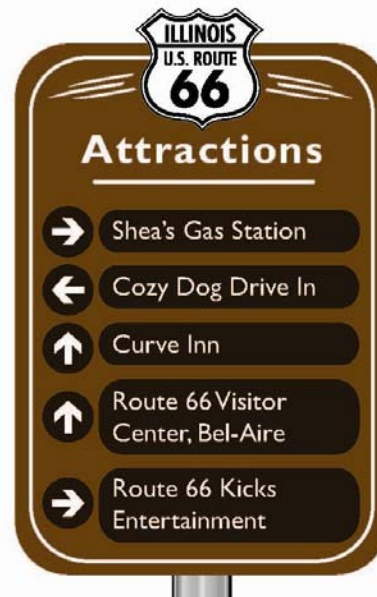 ILLINOIS
U.S. ROUTE
66
Attractions
Shea's Gas Station
Cozy Dog Drive In
Curve Inn
Route 66 Visitor
Center, Bel-Aire
Route 66 Kicks
Entertainment